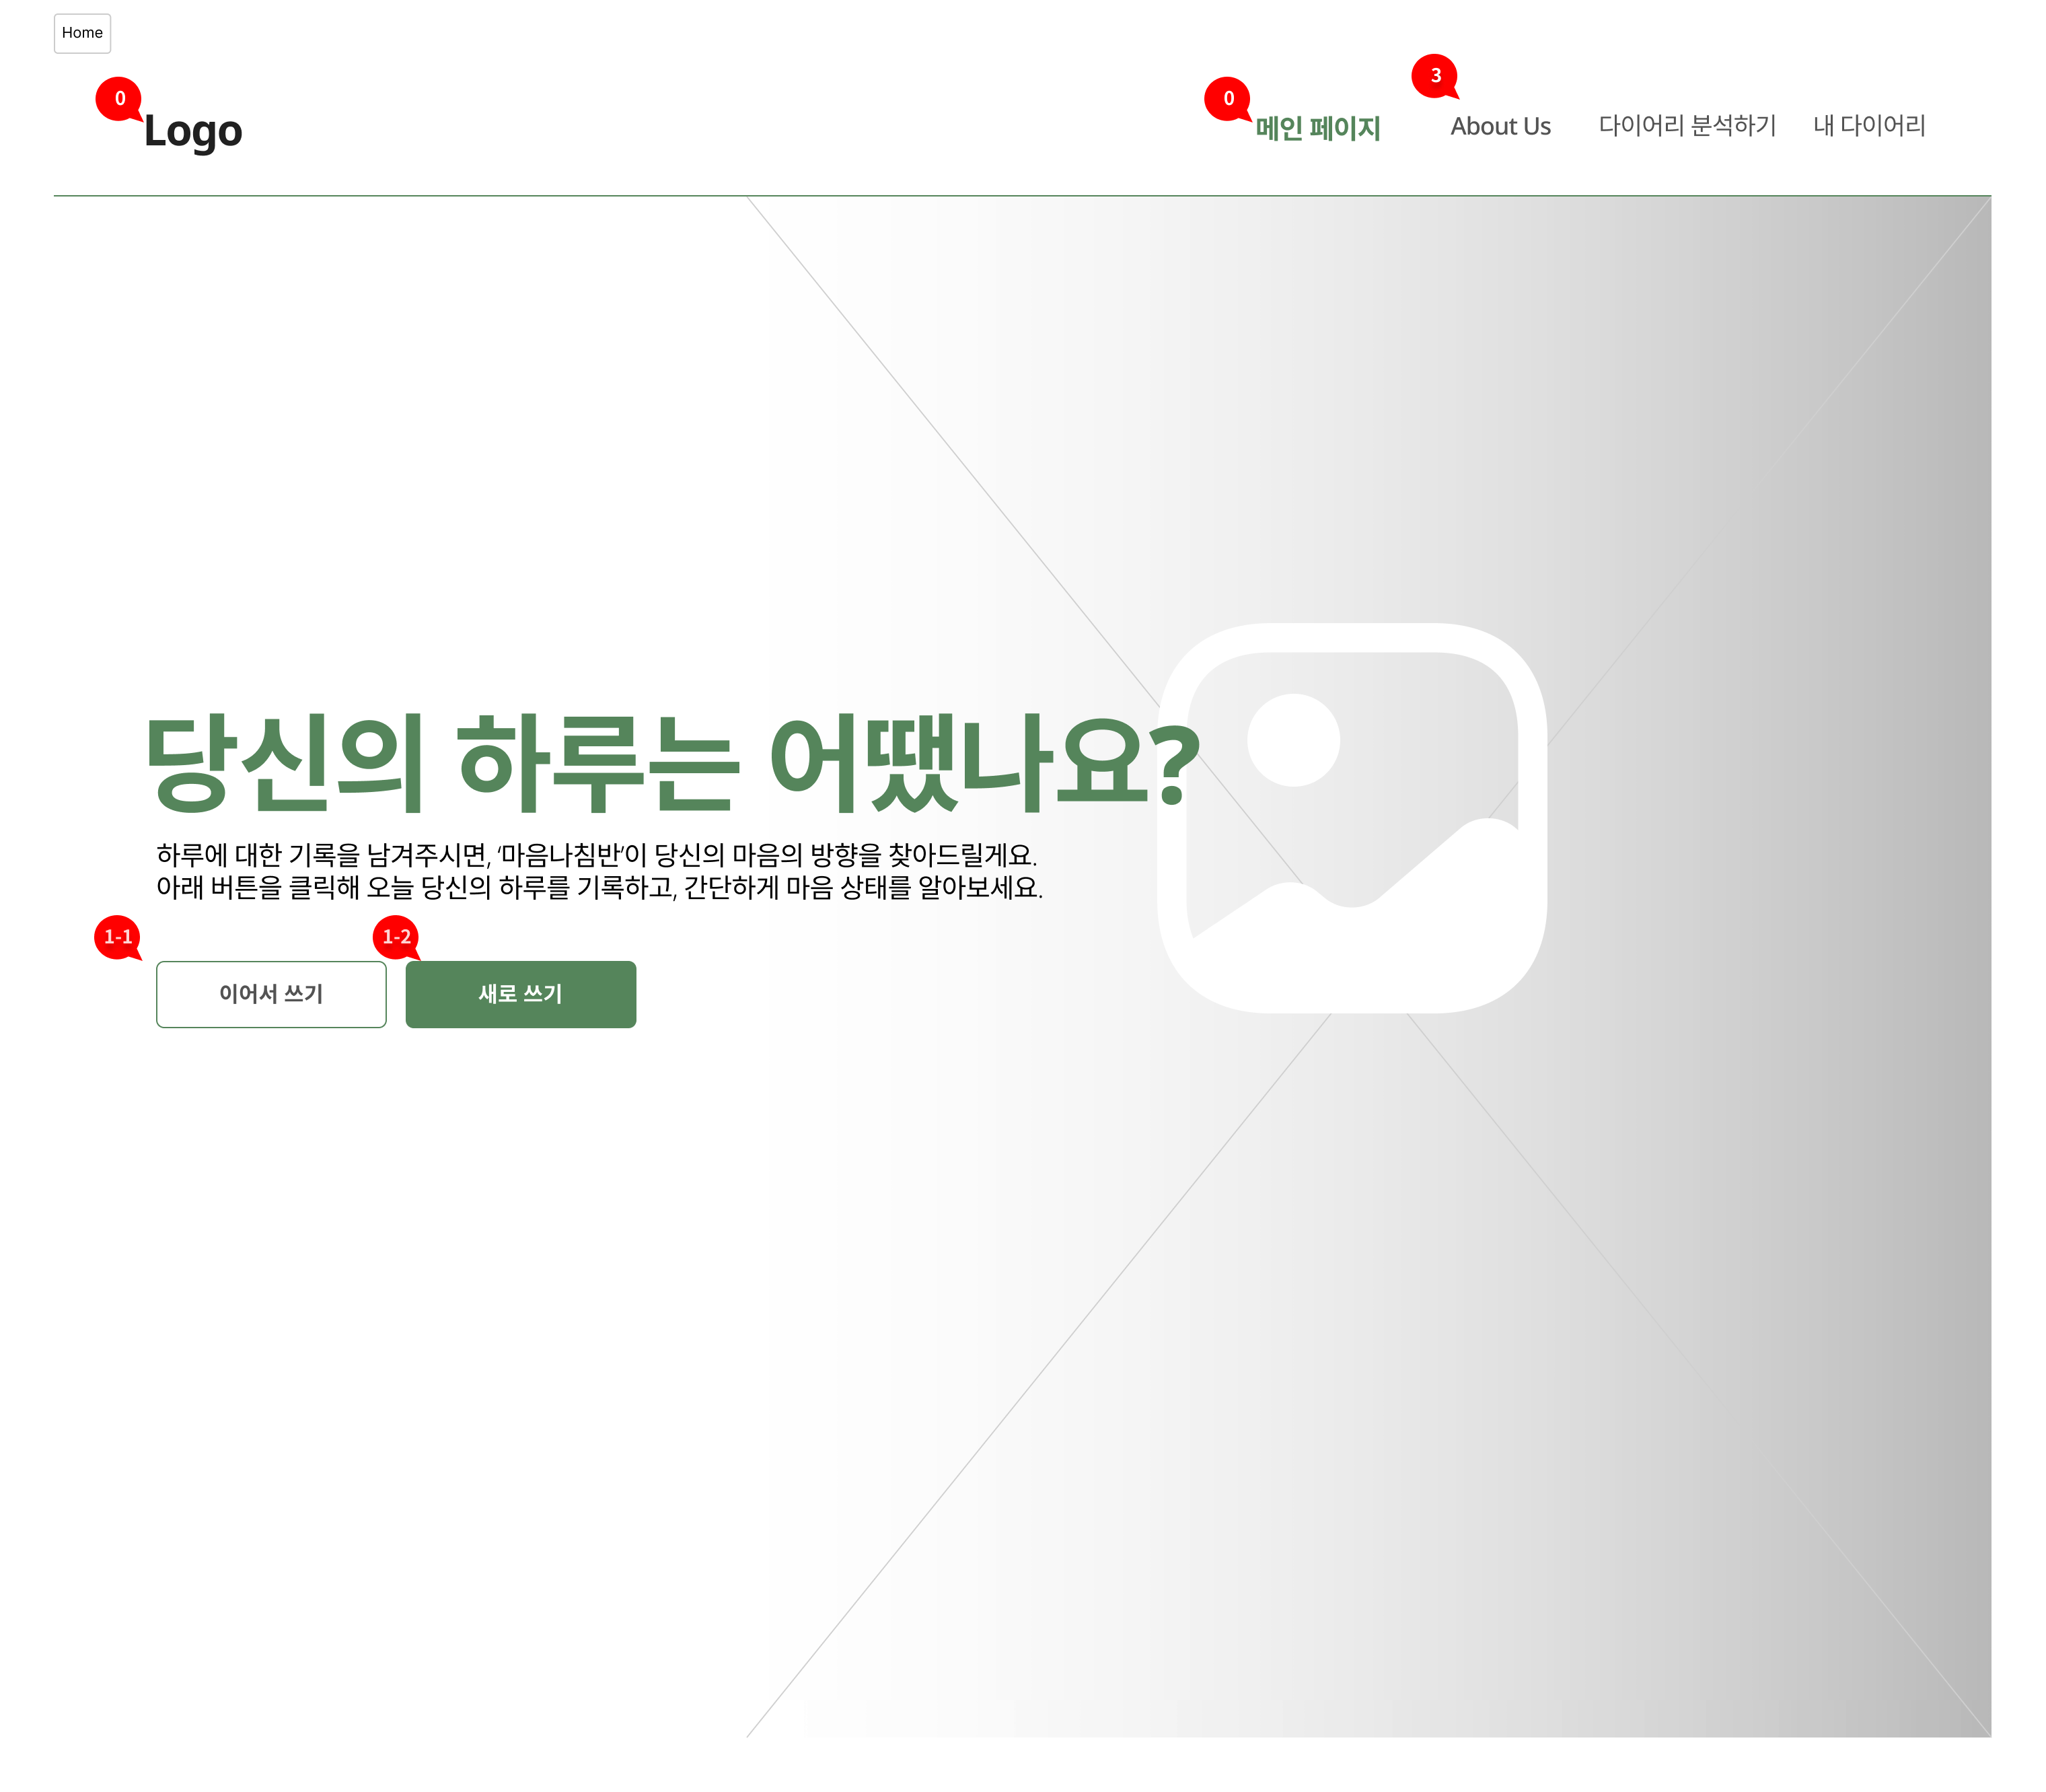 Home
0
0
3
Logo
메인 페이지
About Us
다이어리 분석하기
내 다이어리
당신의 하루는 어땠나요?
하루에 대한 기록을 남겨주시면, ‘마음나침반’이 당신의 마음의 방향을 찾아드릴게요.
아래 버튼을 클릭해 오늘 당신의 하루를 기록하고, 간단하게 마음 상태를 알아보세요.
1-1
1-2
이어서 쓰기
새로 쓰기